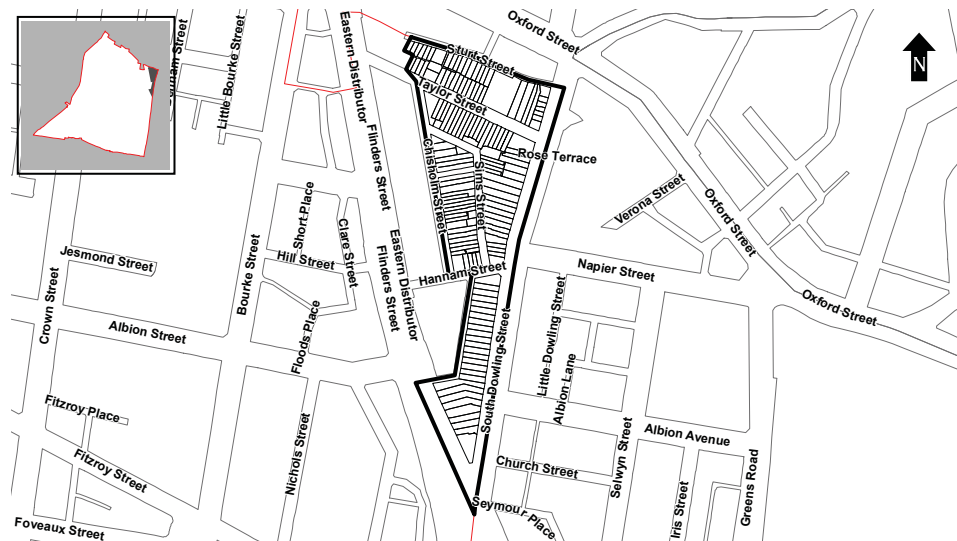 Oxford Street
Eastern Distributor
Little Bourke Street
Sturt Street
N
Taylor Street
Flinders Street
Chisholm Street
Rose Terrace
Sims Street
Verona Street
Oxford Street
Short Place
Clare Street
Jesmond Street
Hill Street
Bourke Street
Eastern Distributor
Flinders Street
Hannam Street
Napier Street
Crown Street
Albion Street
Oxford Street
Floods Place
South Dowling Street
Little Dowling Street
Albion Lane
Fitzroy Place
Albion Avenue
Fitzroy Street
Nichols Street
Church Street
Selwyn Street
Greens Road
Iris Street
Seymour Place
Foveaux Street